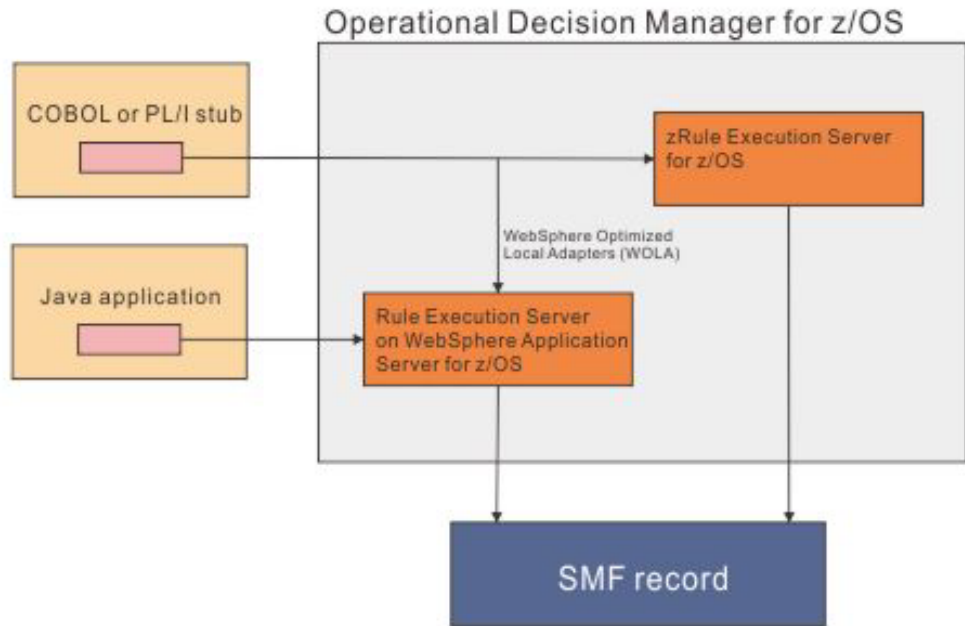 Operational Decision Manager for z/OS
COBOL or PL/I stub
zRule Execution Server
for z/OS
WebSphere Optimized
Local Adapters (WOLA)
Java application
Rule Execution Server
on WebSphere Application
Server for z/OS
SMF record